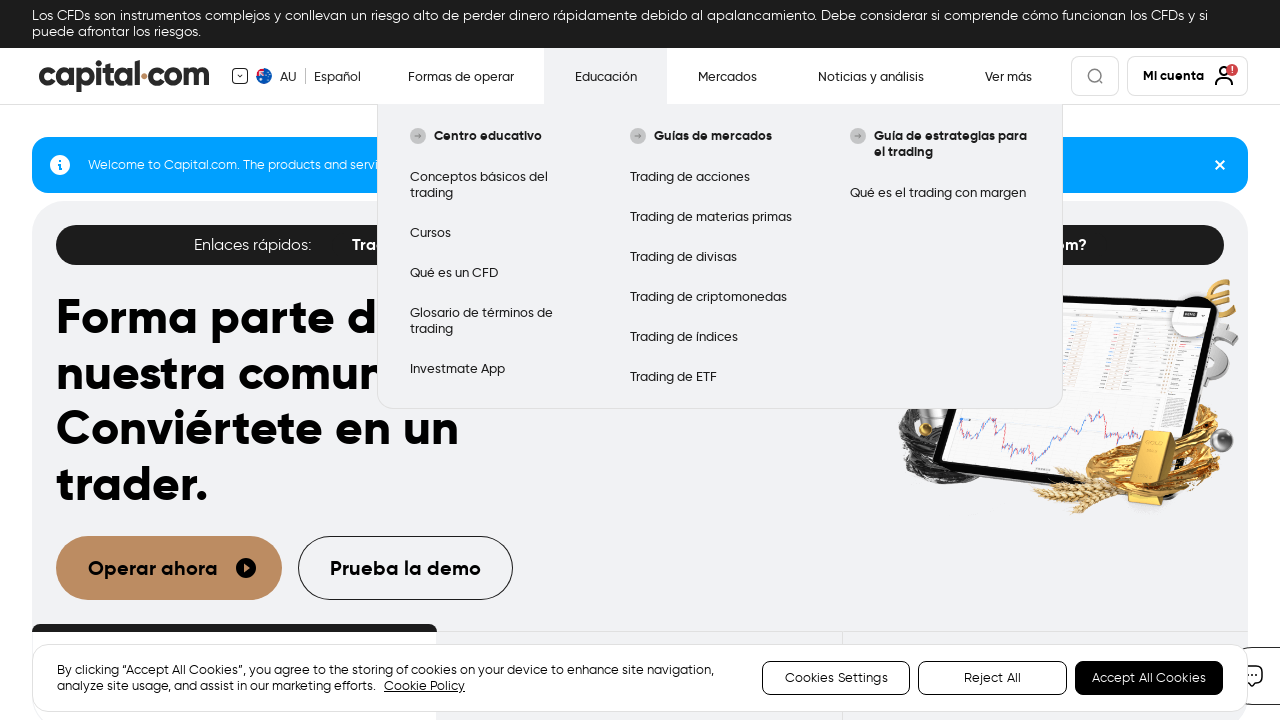 Los CFDs son instrumentos complejos y conllevan un riesgo alto de perder dinero rápidamente debido al apalancamiento. Debe considerar si comprende cómo funcionan los CFDs y si
puede afrontar los riesgos.
capital.com
AU
Español
Formas de operar
Educación
Mercados
Noticias y análisis
Ver más
Mi cuenta
!
Centro educativo
Conceptos básicos del
trading
Cursos
Qué es un CFD
Glosario de términos de
trading
Investmate App
Guías de mercados
Trading de acciones
Trading de materias primas
Trading de divisas
Trading de criptomonedas
Trading de índices
Trading de ETF
Guía de estrategias para
el trading
Qué es el trading con margen
Welcome to Capital.com. The products and servi
Enlaces rápidos:
Tra
om?
Forma parte d
nuestra comu
Conviértete en un
trader.
Operar ahora
Prueba la demo
By clicking “Accept All Cookies”, you agree to the storing of cookies on your device to enhance site navigation,
analyze site usage, and assist in our marketing efforts. Cookie Policy
Cookies Settings
Reject All
Accept All Cookies